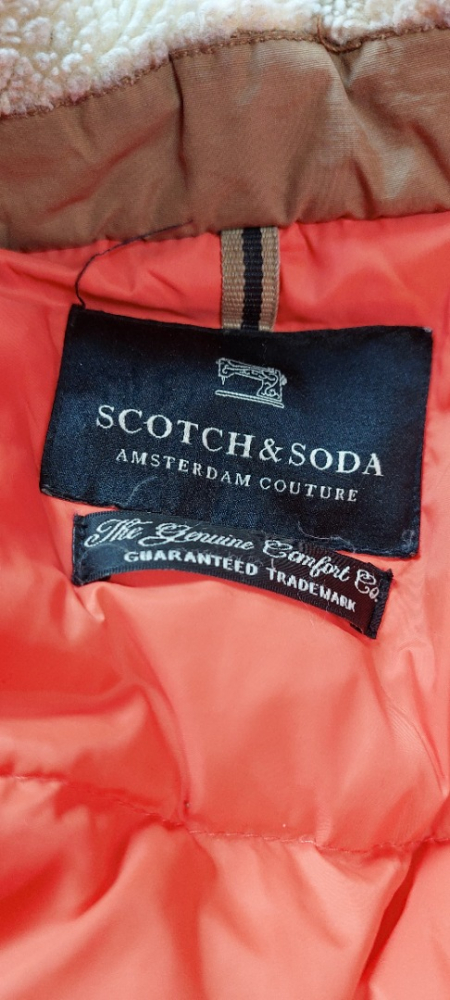 SCOTCH & SODA
AMSTERDAM COUTURE
The Genuine Comfort Co.
GUARANTEED TRADEMARK